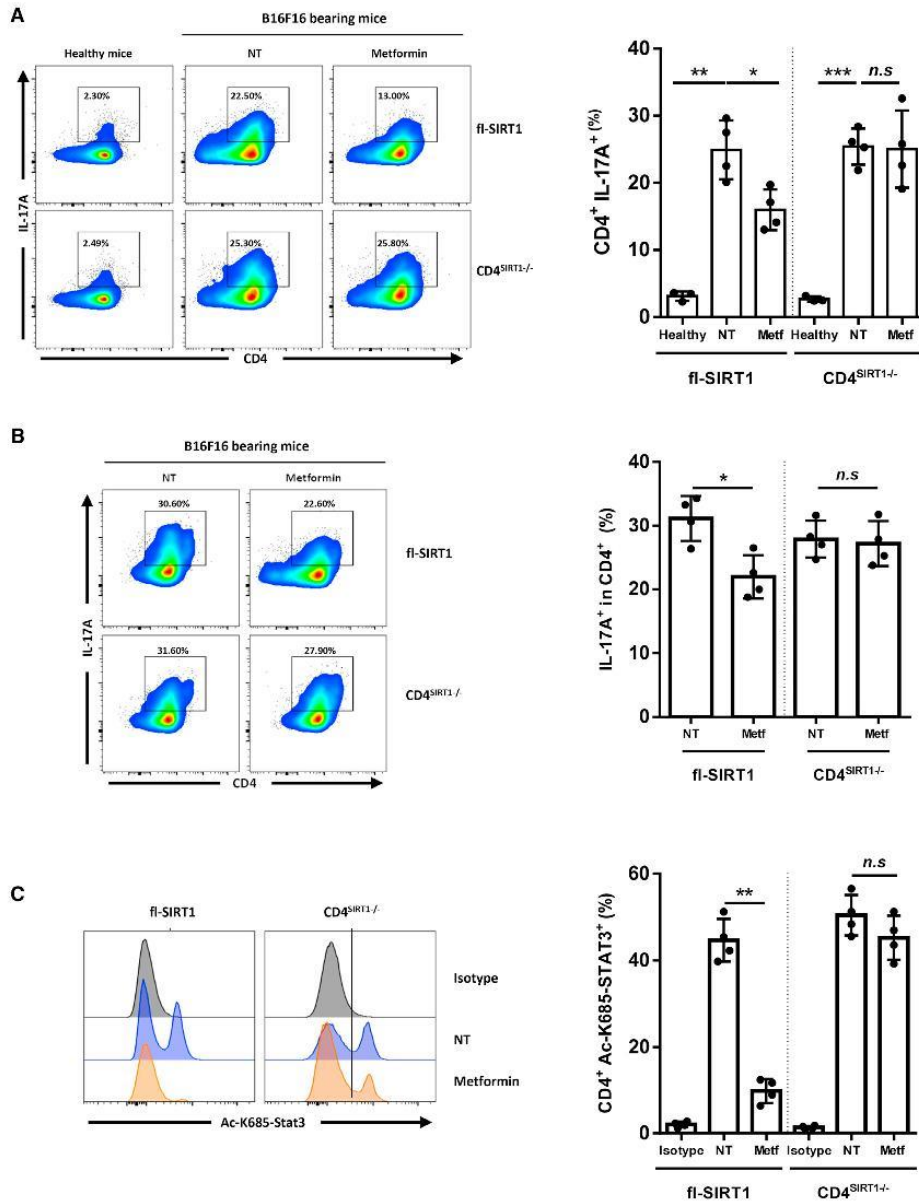 A
B16F16 bearing mice
Healthy mice
NT
Metformin
2.30%
22.50%
13.00%
fl-SIRT1
2.49%
25.30%
25.80%
CD4SIRT1-/-
IL-17A
CD4
CD4+ IL-17A+ (%)
40
30
20
10
0
**
*
***
n.s
Healthy
NT
Metf
Healthy
NT
Metf
fl-SIRT1
CD4SIRT1-/-
B
B16F16 bearing mice
NT
Metformin
30.60%
22.60%
fl-SIRT1
31.60%
27.90%
CD4SIRT1-/-
IL-17A
CD4
IL-17A+ in CD4+ (%)
40
30
20
10
0
*
n.s
NT
Metf
NT
Metf
fl-SIRT1
CD4SIRT1-/-
C
fl-SIRT1
CD4SIRT1-/-
Isotype
NT
Metformin
Ac-K685-Stat3
CD4+ Ac-K685-STAT3+ (%)
60
40
20
0
**
n.s
Isotype
NT
Metf
Isotype
NT
Metf
fl-SIRT1
CD4SIRT1-/-